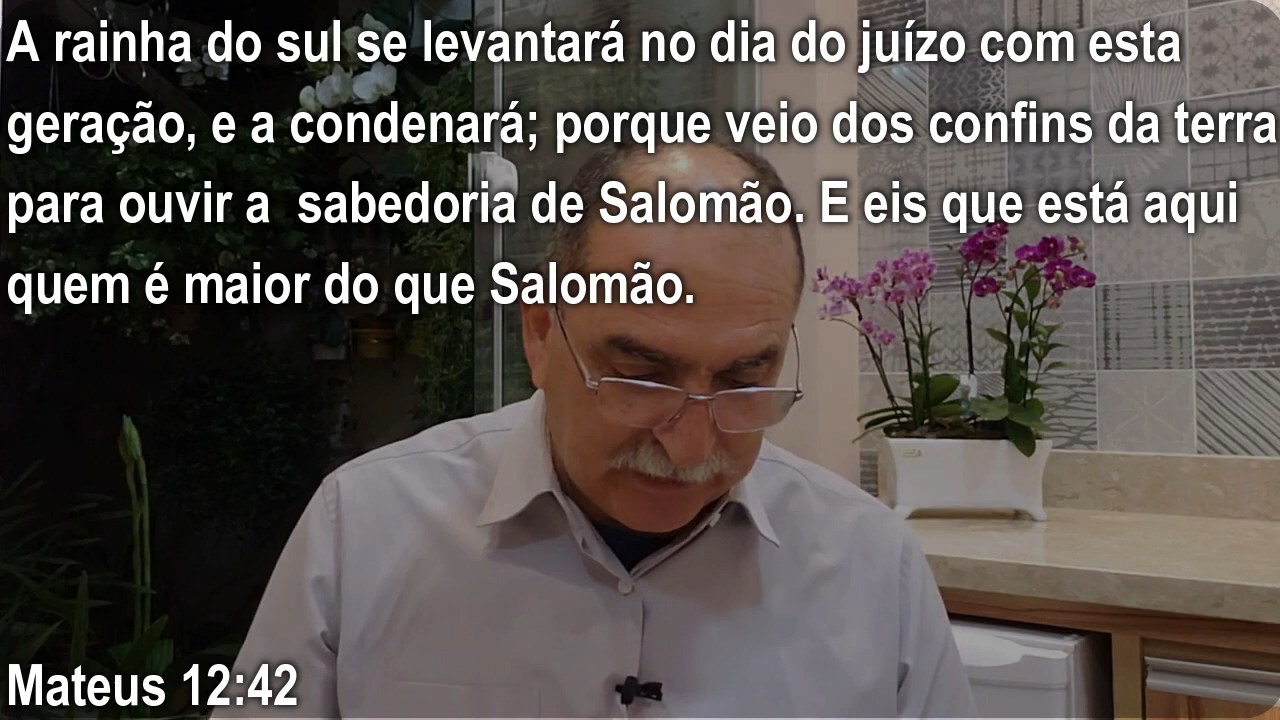 A rainha do sul se levantará no dia do juízo com esta
geração, e a condenará; porque veio dos confins da terra
para ouvir a  sabedoria de Salomão. E eis que está aqui
quem é maior do que Salomão.
Mateus 12:42